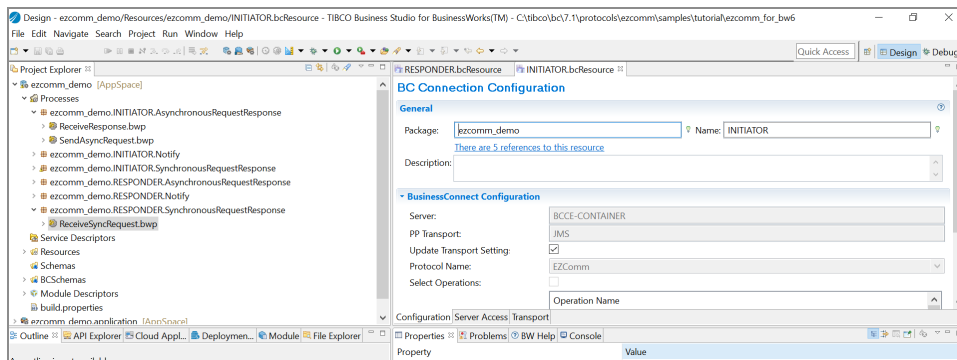 Design - ezcomm_demo/Resources/ezcomm_demo/INITIATOR.bcResource - TIBCO Business Studio for BusinessWorks(TM) - C:\tibco\bc\7.1\protocols\ezcomm\samples\tutorial\ezcomm_for_bw6
File Edit Navigate Search Project Run Window Help
Quick Access Design Debug
Project Explorer
ezcomm_demo [AppSpace]
Processes
ezcomm_demo.INITIATOR.AsynchronousRequestResponse
ReceiveResponse.bwp
SendAsyncRequest.bwp
ezcomm_demo.INITIATOR.Notify
ezcomm_demo.INITIATOR.SynchronousRequestResponse
ezcomm_demo.RESPONDER.AsynchronousRequestResponse
ezcomm_demo.RESPONDER.Notify
ezcomm_demo.RESPONDER.SynchronousRequestResponse
ReceiveSyncRequest.bwp
Service Descriptors
Resources
Schemas
BCSchemas
Module Descriptors
build.properties
ezcomm_demo.application [AppSpace]
RESPONDER.bcResource INITIATOR.bcResource
BC Connection Configuration
General
Package: ezcomm_demo Name: INITIATOR
There are 5 references to this resource
Description:
BusinessConnect Configuration
Server: BCCE-CONTAINER
PP Transport: JMS
Update Transport Setting:
Protocol Name: EZComm
Select Operations:
Operation Name
Configuration Server Access Transport
Outline API Explorer Cloud Appl... Deploymen... Module File Explorer
Properties Problems BW Help Console
Property Value